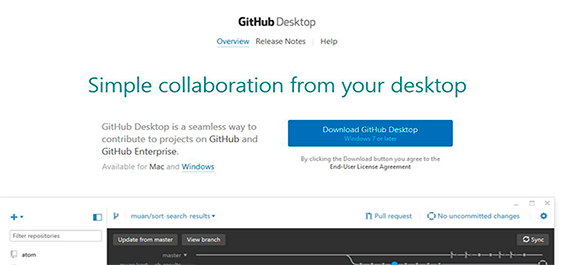 GitHub Desktop
Overview Release Notes | Help
Simple collaboration from your desktop
GitHub Desktop is a seamless way to
contribute to projects on GitHub and
GitHub Enterprise.
Available for Mac and Windows
Download GitHub Desktop
Windows 7 or later
By clicking the Download button you agree to the
End-User License Agreement
muan/sort-search-results
Pull request
No uncommitted changes
Filter repositories
Update from master
View branch
Sync
atom
master